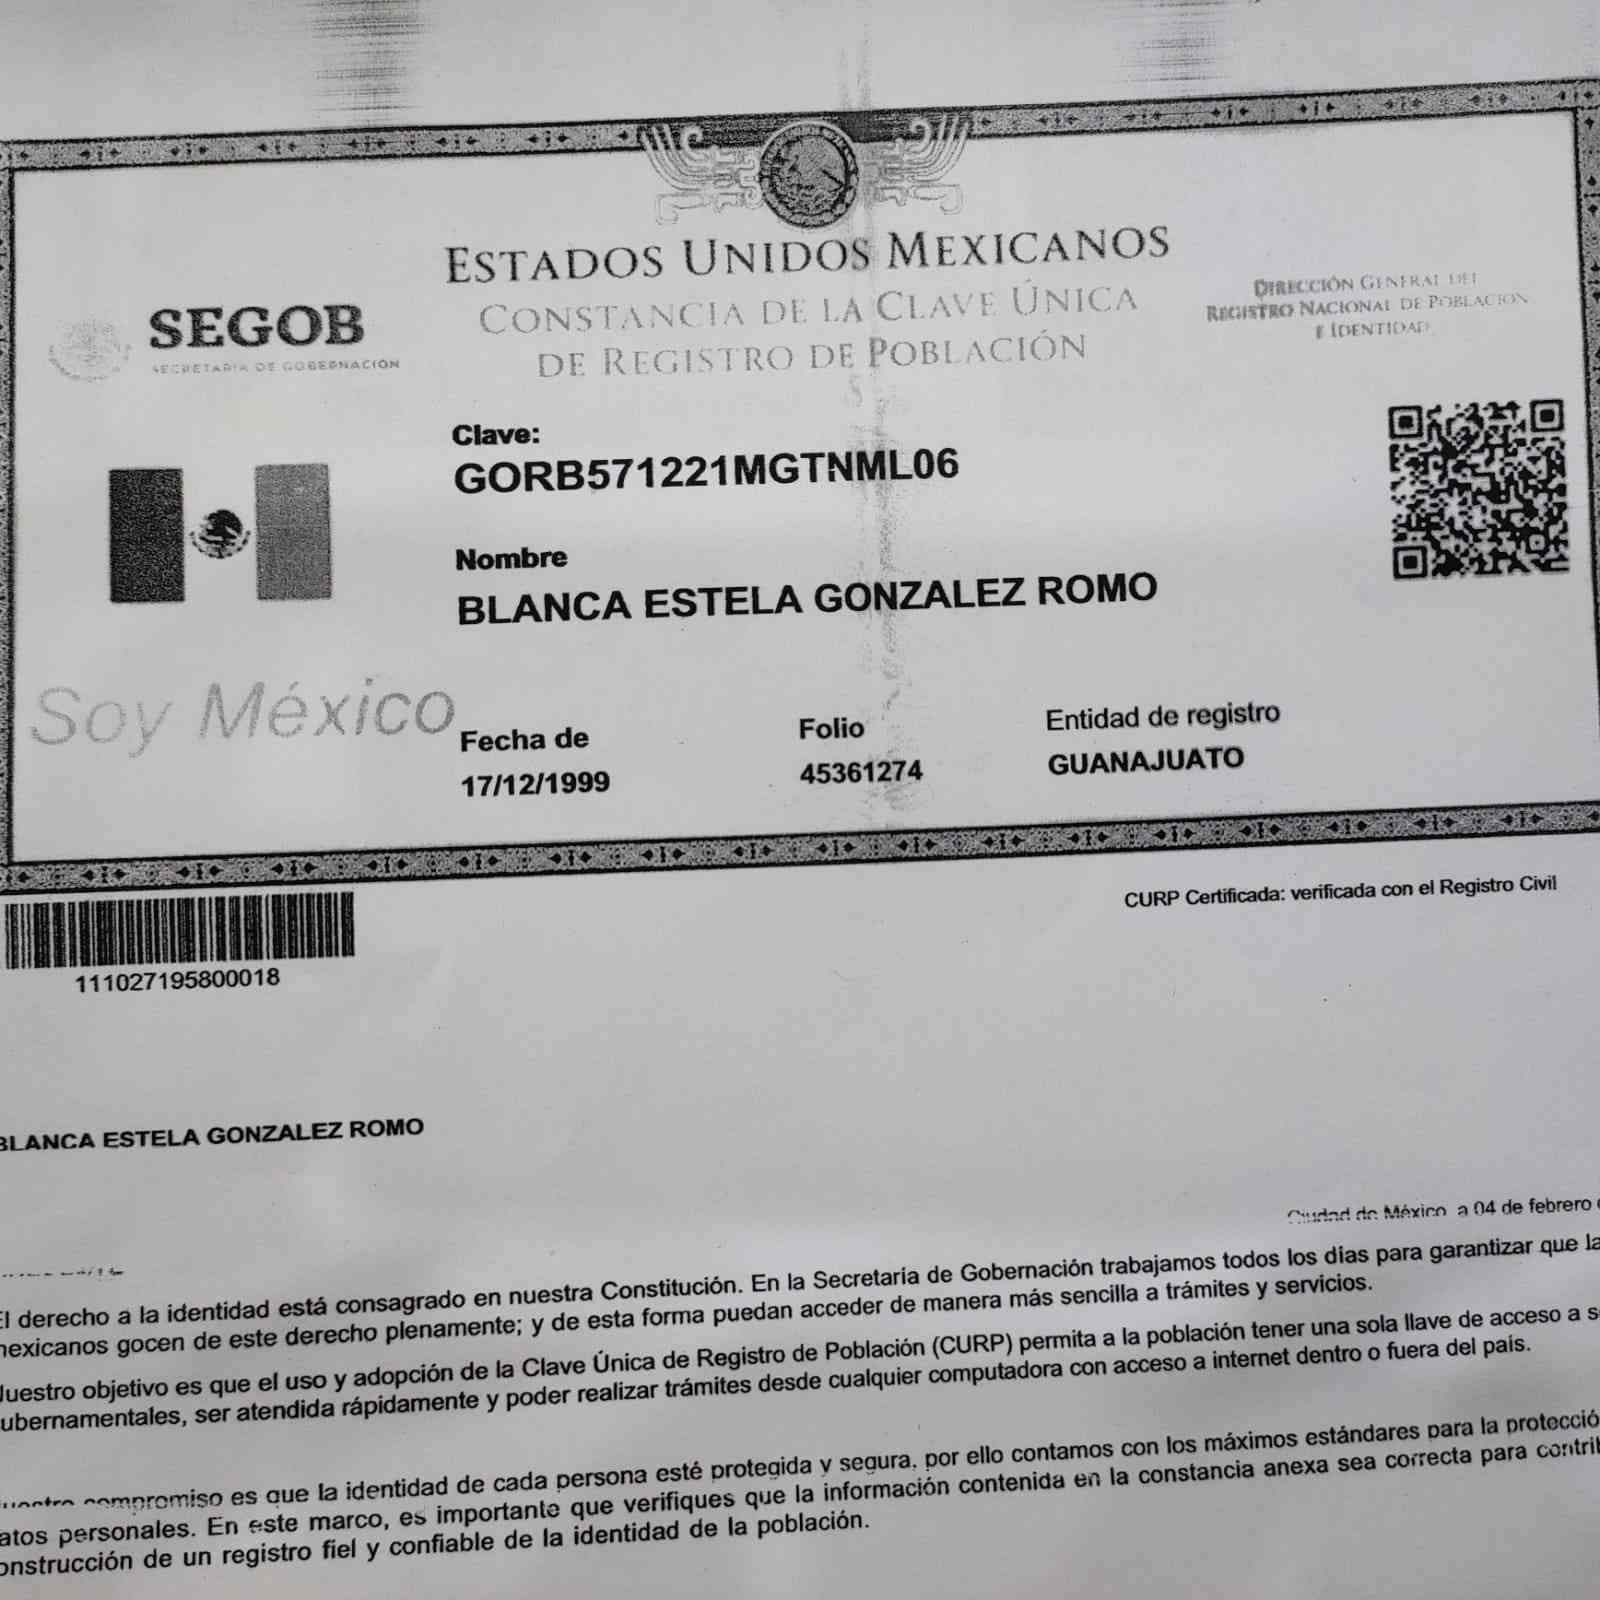 ESTADOS UNIDOS MEXICANOS
CONSTANCIA DE LA CLAVE ÚNICA
DE REGISTRO DE POBLACIÓN
SEGOB
SECRETARÍA DE GOBERNACIÓN
DIRECCIÓN GENERAL DEL
REGISTRO NACIONAL DE POBLACIÓN
E IDENTIDAD
Clave:
GORB571221MGTNML06
Nombre
BLANCA ESTELA GONZALEZ ROMO
Soy México
Fecha de
17/12/1999
Folio
45361274
Entidad de registro
GUANAJUATO
CURP Certificada: verificada con el Registro Civil
111027195800018
BLANCA ESTELA GONZALEZ ROMO
Ciudad de México, a 04 de febrero
El derecho a la identidad está consagrado en nuestra Constitución. En la Secretaría de Gobernación trabajamos todos los días para garantizar que la
mexicanos gocen de este derecho plenamente; y de esta forma puedan acceder de manera más sencilla a trámites y servicios.
Nuestro objetivo es que el uso y adopción de la Clave Única de Registro de Población (CURP) permita a la población tener una sola llave de acceso a s
ubernamentales, ser atendida rápidamente y poder realizar trámites desde cualquier computadora con acceso a internet dentro o fuera del país.
compromiso es que la identidad de cada persona esté protegida y segura, por ello contamos con los máximos estándares para la protecció
atos personales. En este marco, es importante que verifiques que la información contenida en la constancia anexa sea correcta para contrib
onstrucción de un registro fiel y confiable de la identidad de la población.